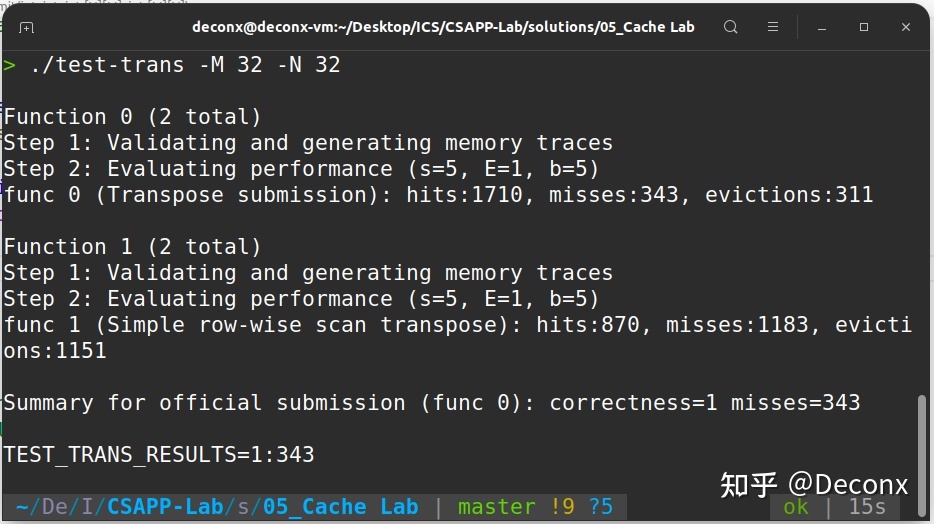 deconx@deconx-vm:~/Desktop/ICS/CSAPP-Lab/solutions/05_Cache Lab
> ./test-trans -M 32 -N 32
Function 0 (2 total)
Step 1: Validating and generating memory traces
Step 2: Evaluating performance (s=5, E=1, b=5)
func 0 (Transpose submission): hits:1710, misses:343, evictions:311
Function 1 (2 total)
Step 1: Validating and generating memory traces
Step 2: Evaluating performance (s=5, E=1, b=5)
func 1 (Simple row-wise scan transpose): hits:870, misses:1183, evicti
ons:1151
Summary for official submission (func 0): correctness=1 misses=343
TEST_TRANS_RESULTS=1:343
知乎 @Deconx
~/De/I/CSAPP-Lab/s/05_Cache Lab | master !9 ?5 ok | 15s